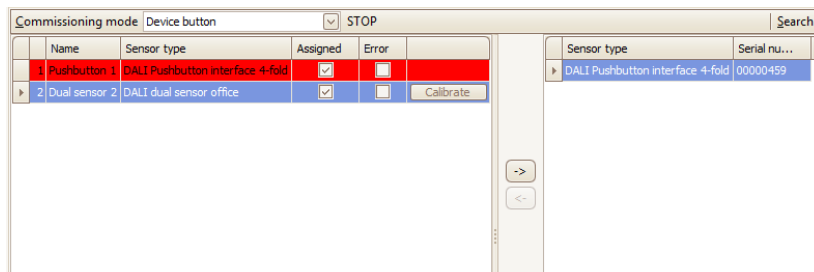 Commissioning mode Device button STOP Search
Name Sensor type Assigned Error Sensor type Serial nu...
1 Pushbutton 1 DALI Pushbutton interface 4-fold DALI Pushbutton interface 4-fold 00000459
2 Dual sensor 2 DALI dual sensor office Calibrate
->
<-